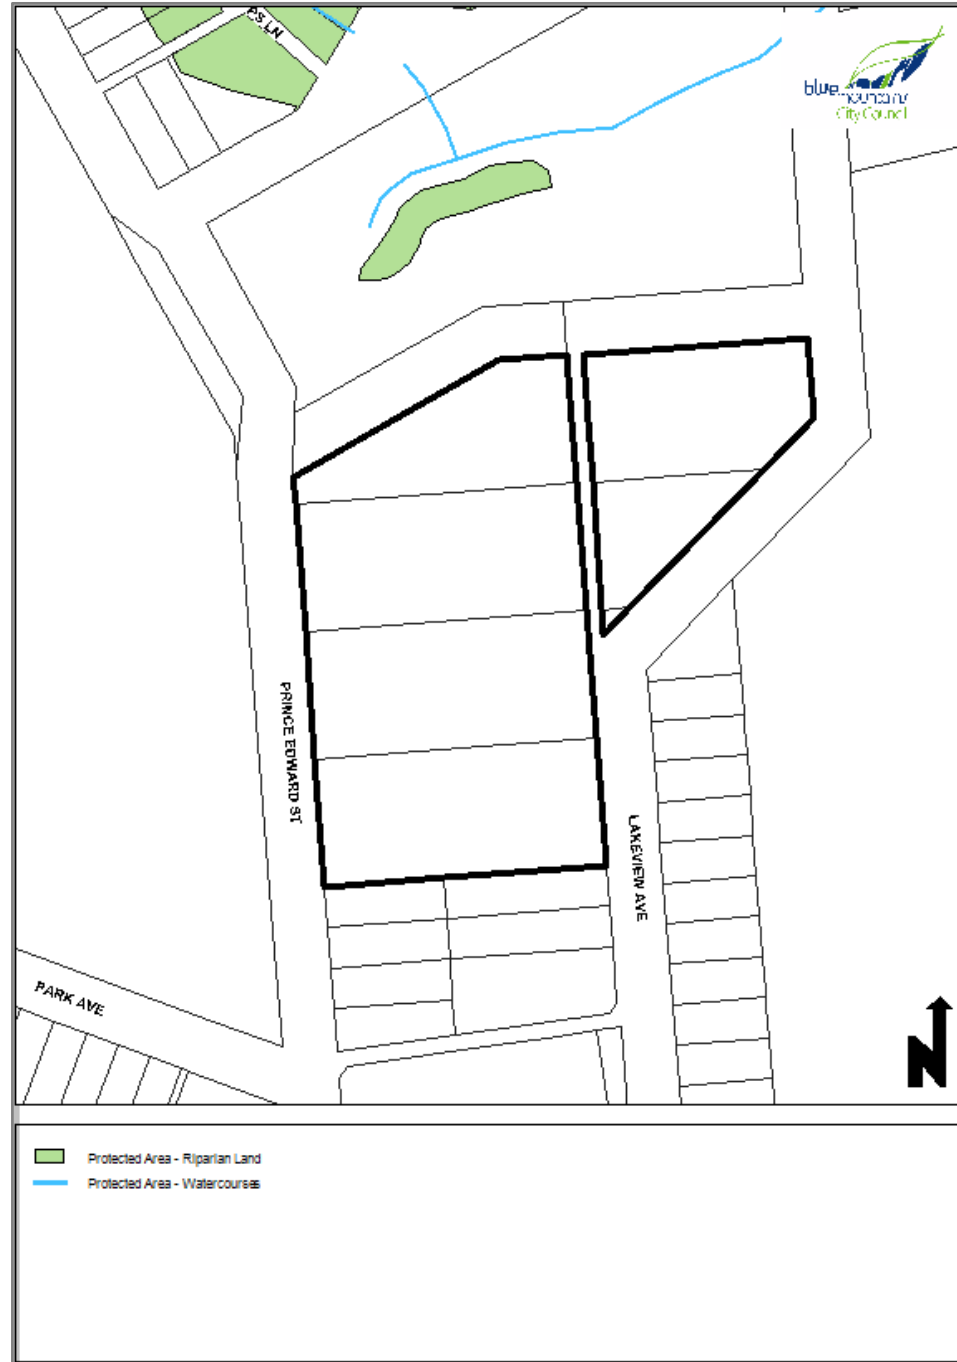 PS LN
blue mountains
City Council
PRINCE EDWARD ST
LAKEVIEW AVE
PARK AVE
N
Protected Area - Riparian Land
Protected Area - Watercourses